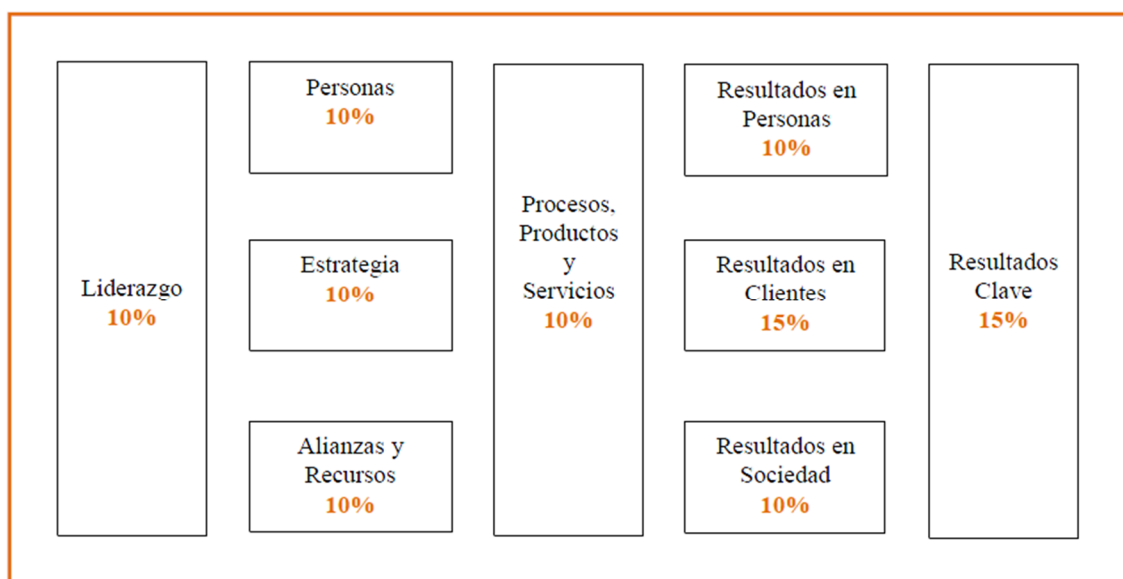 Liderazgo
10%
Personas
10%
Estrategia
10%
Alianzas y
Recursos
10%
Procesos,
Productos
y
Servicios
10%
Resultados en
Personas
10%
Resultados en
Clientes
15%
Resultados en
Sociedad
10%
Resultados
Clave
15%